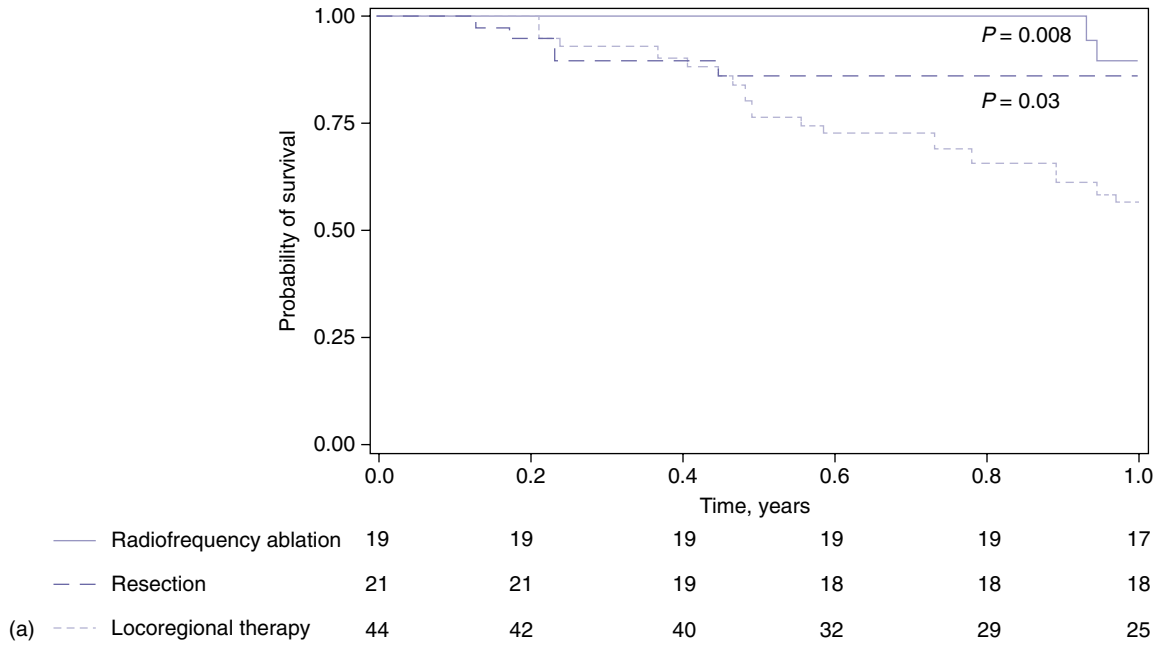 1.00
P = 0.008
P = 0.03
0.75
Probability of survival
0.50
0.25
0.00
0.0 0.2 0.4 0.6 0.8 1.0
Time, years
Radiofrequency ablation 19 19 19 19 19 17
Resection 21 21 19 18 18 18
(a) Locoregional therapy 44 42 40 32 29 25